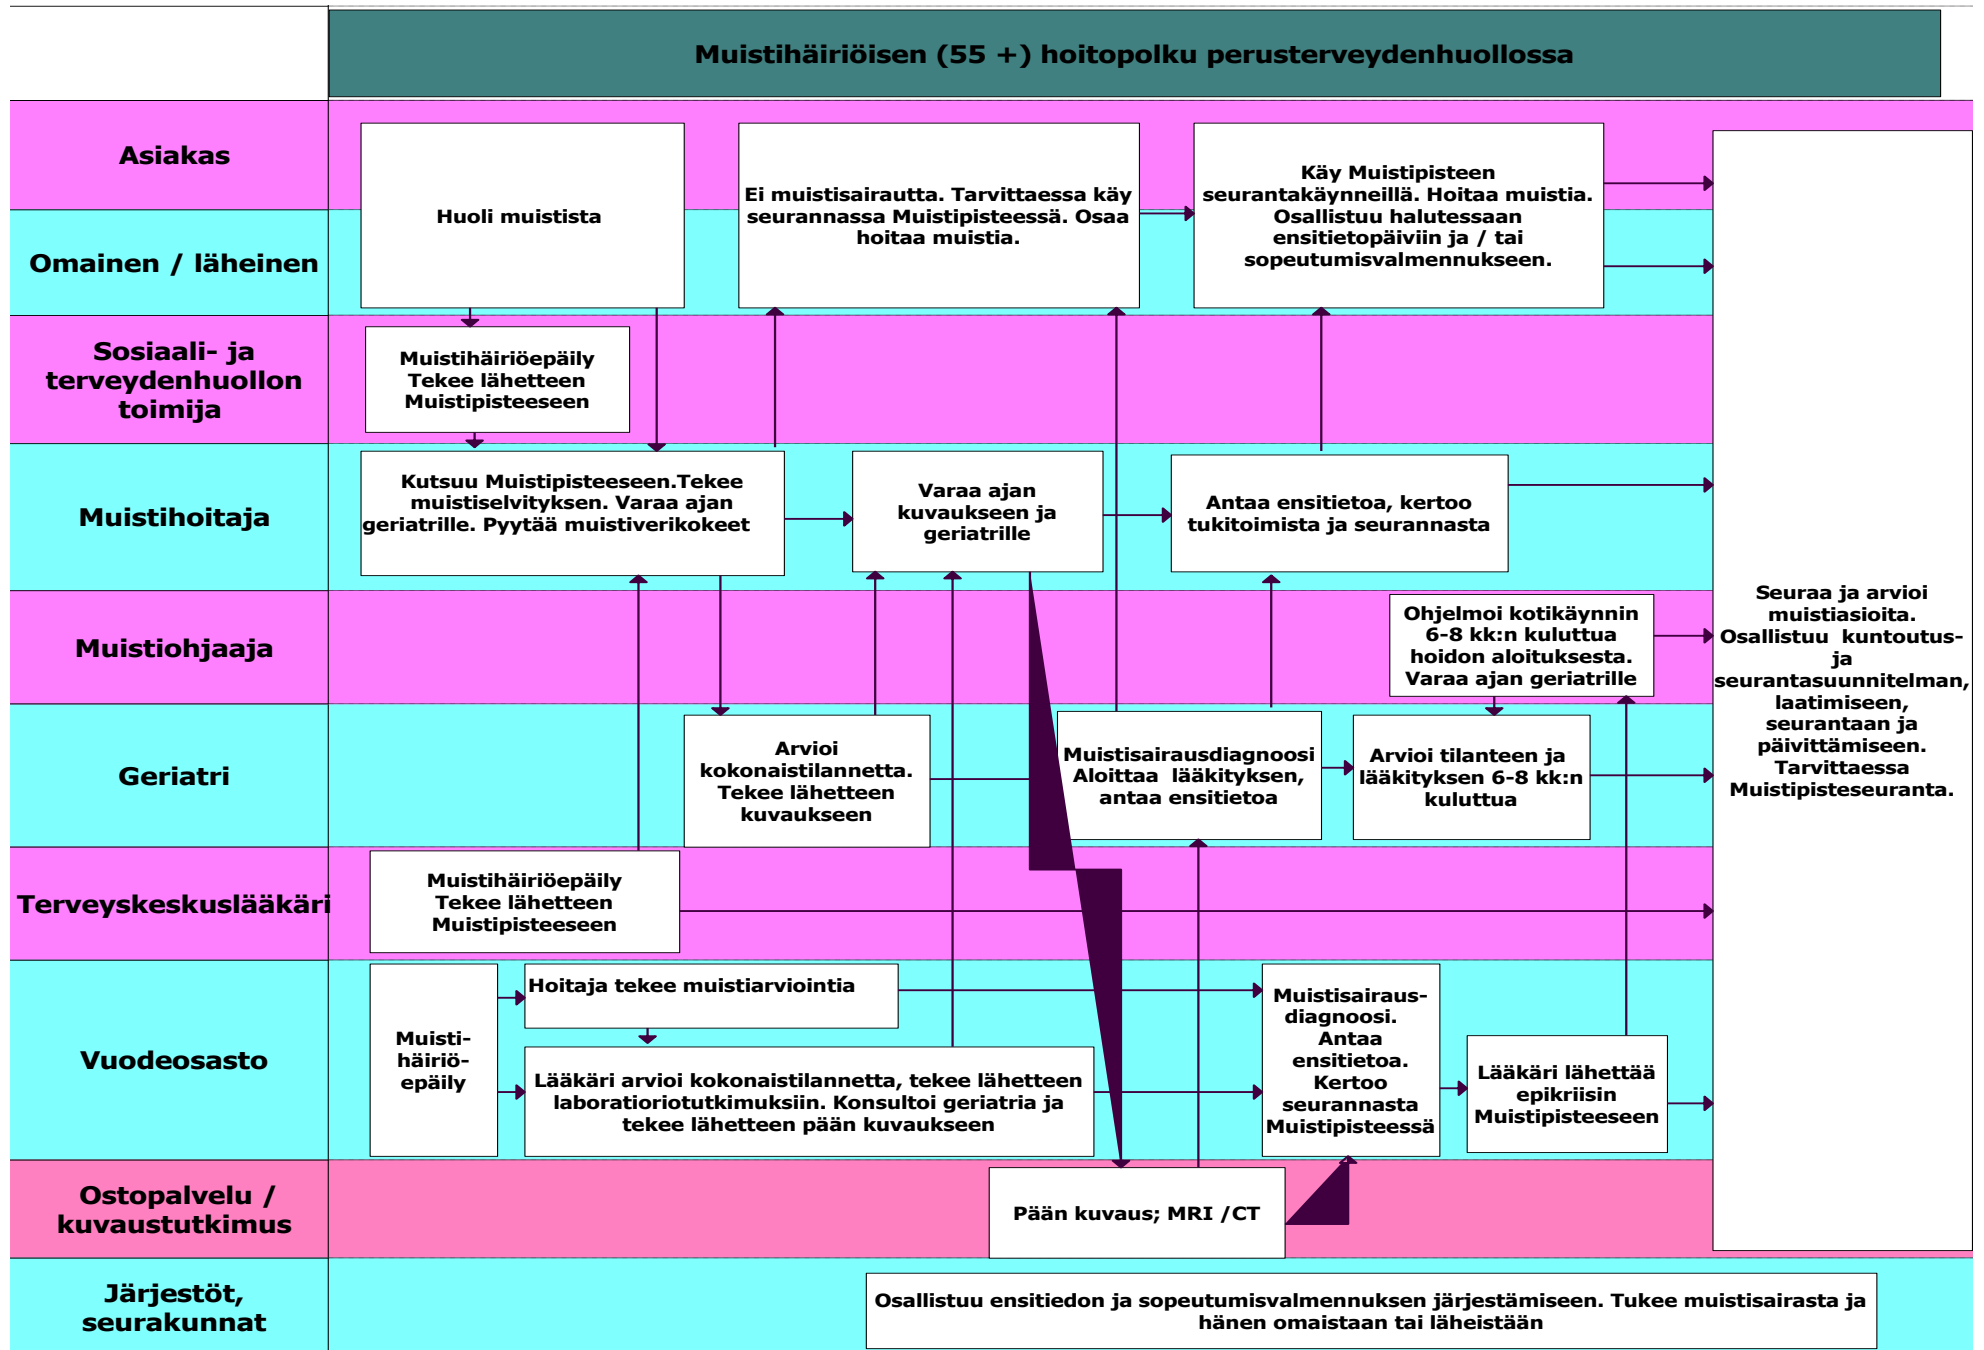 Muistihäiriöisen (55 +) hoitopolku perusterveydenhuollossa
Asiakas
Omainen / läheinen
Huoli muistista
Ei muistisairautta. Tarvittaessa käy
seurannassa Muistipisteessä. Osaa
hoitaa muistia.
Käy Muistipisteen
seurantakäynneillä. Hoitaa muistia.
Osallistuu halutessaan
ensitietopäiviin ja / tai
sopeutumisvalmennukseen.
Sosiaali- ja
terveydenhuollon
toimija
Muistihäiriöepäily
Tekee lähetteen
Muistipisteeseen
Muistihoitaja
Kutsuu Muistipisteeseen.Tekee
muistiselvityksen. Varaa ajan
geriatrille. Pyytää muistiverikokeet
Varaa ajan
kuvaukseen ja
geriatrille
Antaa ensitietoa, kertoo
tukitoimista ja seurannasta
Muistiohjaaja
Ohjelmoi kotikäynnin
6-8 kk:n kuluttua
hoidon aloituksesta.
Varaa ajan geriatrille
Seuraa ja arvioi
muistiasioita.
Osallistuu kuntoutus-
ja
seurantasuunnitelman,
laatimiseen,
seurantaan ja
päivittämiseen.
Tarvittaessa
Muistipisteseuranta.
Geriatri
Arvioi
kokonaistilannetta.
Tekee lähetteen
kuvaukseen
Muistisairausdiagnoosi
Aloittaa lääkityksen,
antaa ensitietoa
Arvioi tilanteen ja
lääkityksen 6-8 kk:n
kuluttua
Terveyskeskuslääkäri
Muistihäiriöepäily
Tekee lähetteen
Muistipisteeseen
Vuodeosasto
Muisti-
häiriö-
epäily
Hoitaja tekee muistiarviointia
Lääkäri arvioi kokonaistilannetta, tekee lähetteen
laboratioriotutkimuksiin. Konsultoi geriatria ja
tekee lähetteen pään kuvaukseen
Muistisairaus-
diagnoosi.
Antaa
ensitietoa.
Kertoo
seurannasta
Muistipisteessä
Lääkäri lähettää
epikriisin
Muistipisteeseen
Ostopalvelu /
kuvaustutkimus
Pään kuvaus; MRI /CT
Järjestöt,
seurakunnat
Osallistuu ensitiedon ja sopeutumisvalmennuksen järjestämiseen. Tukee muistisairasta ja
hänen omaistaan tai läheistään